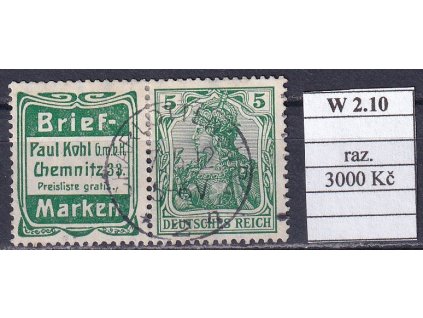 Brief-
Paul Kohl G.m.b.H.
Chemnitz 33
Preisliste gratis.
Marken
5 5
DEUTSCHES REICH
W 2.10
raz.
3000 Kč